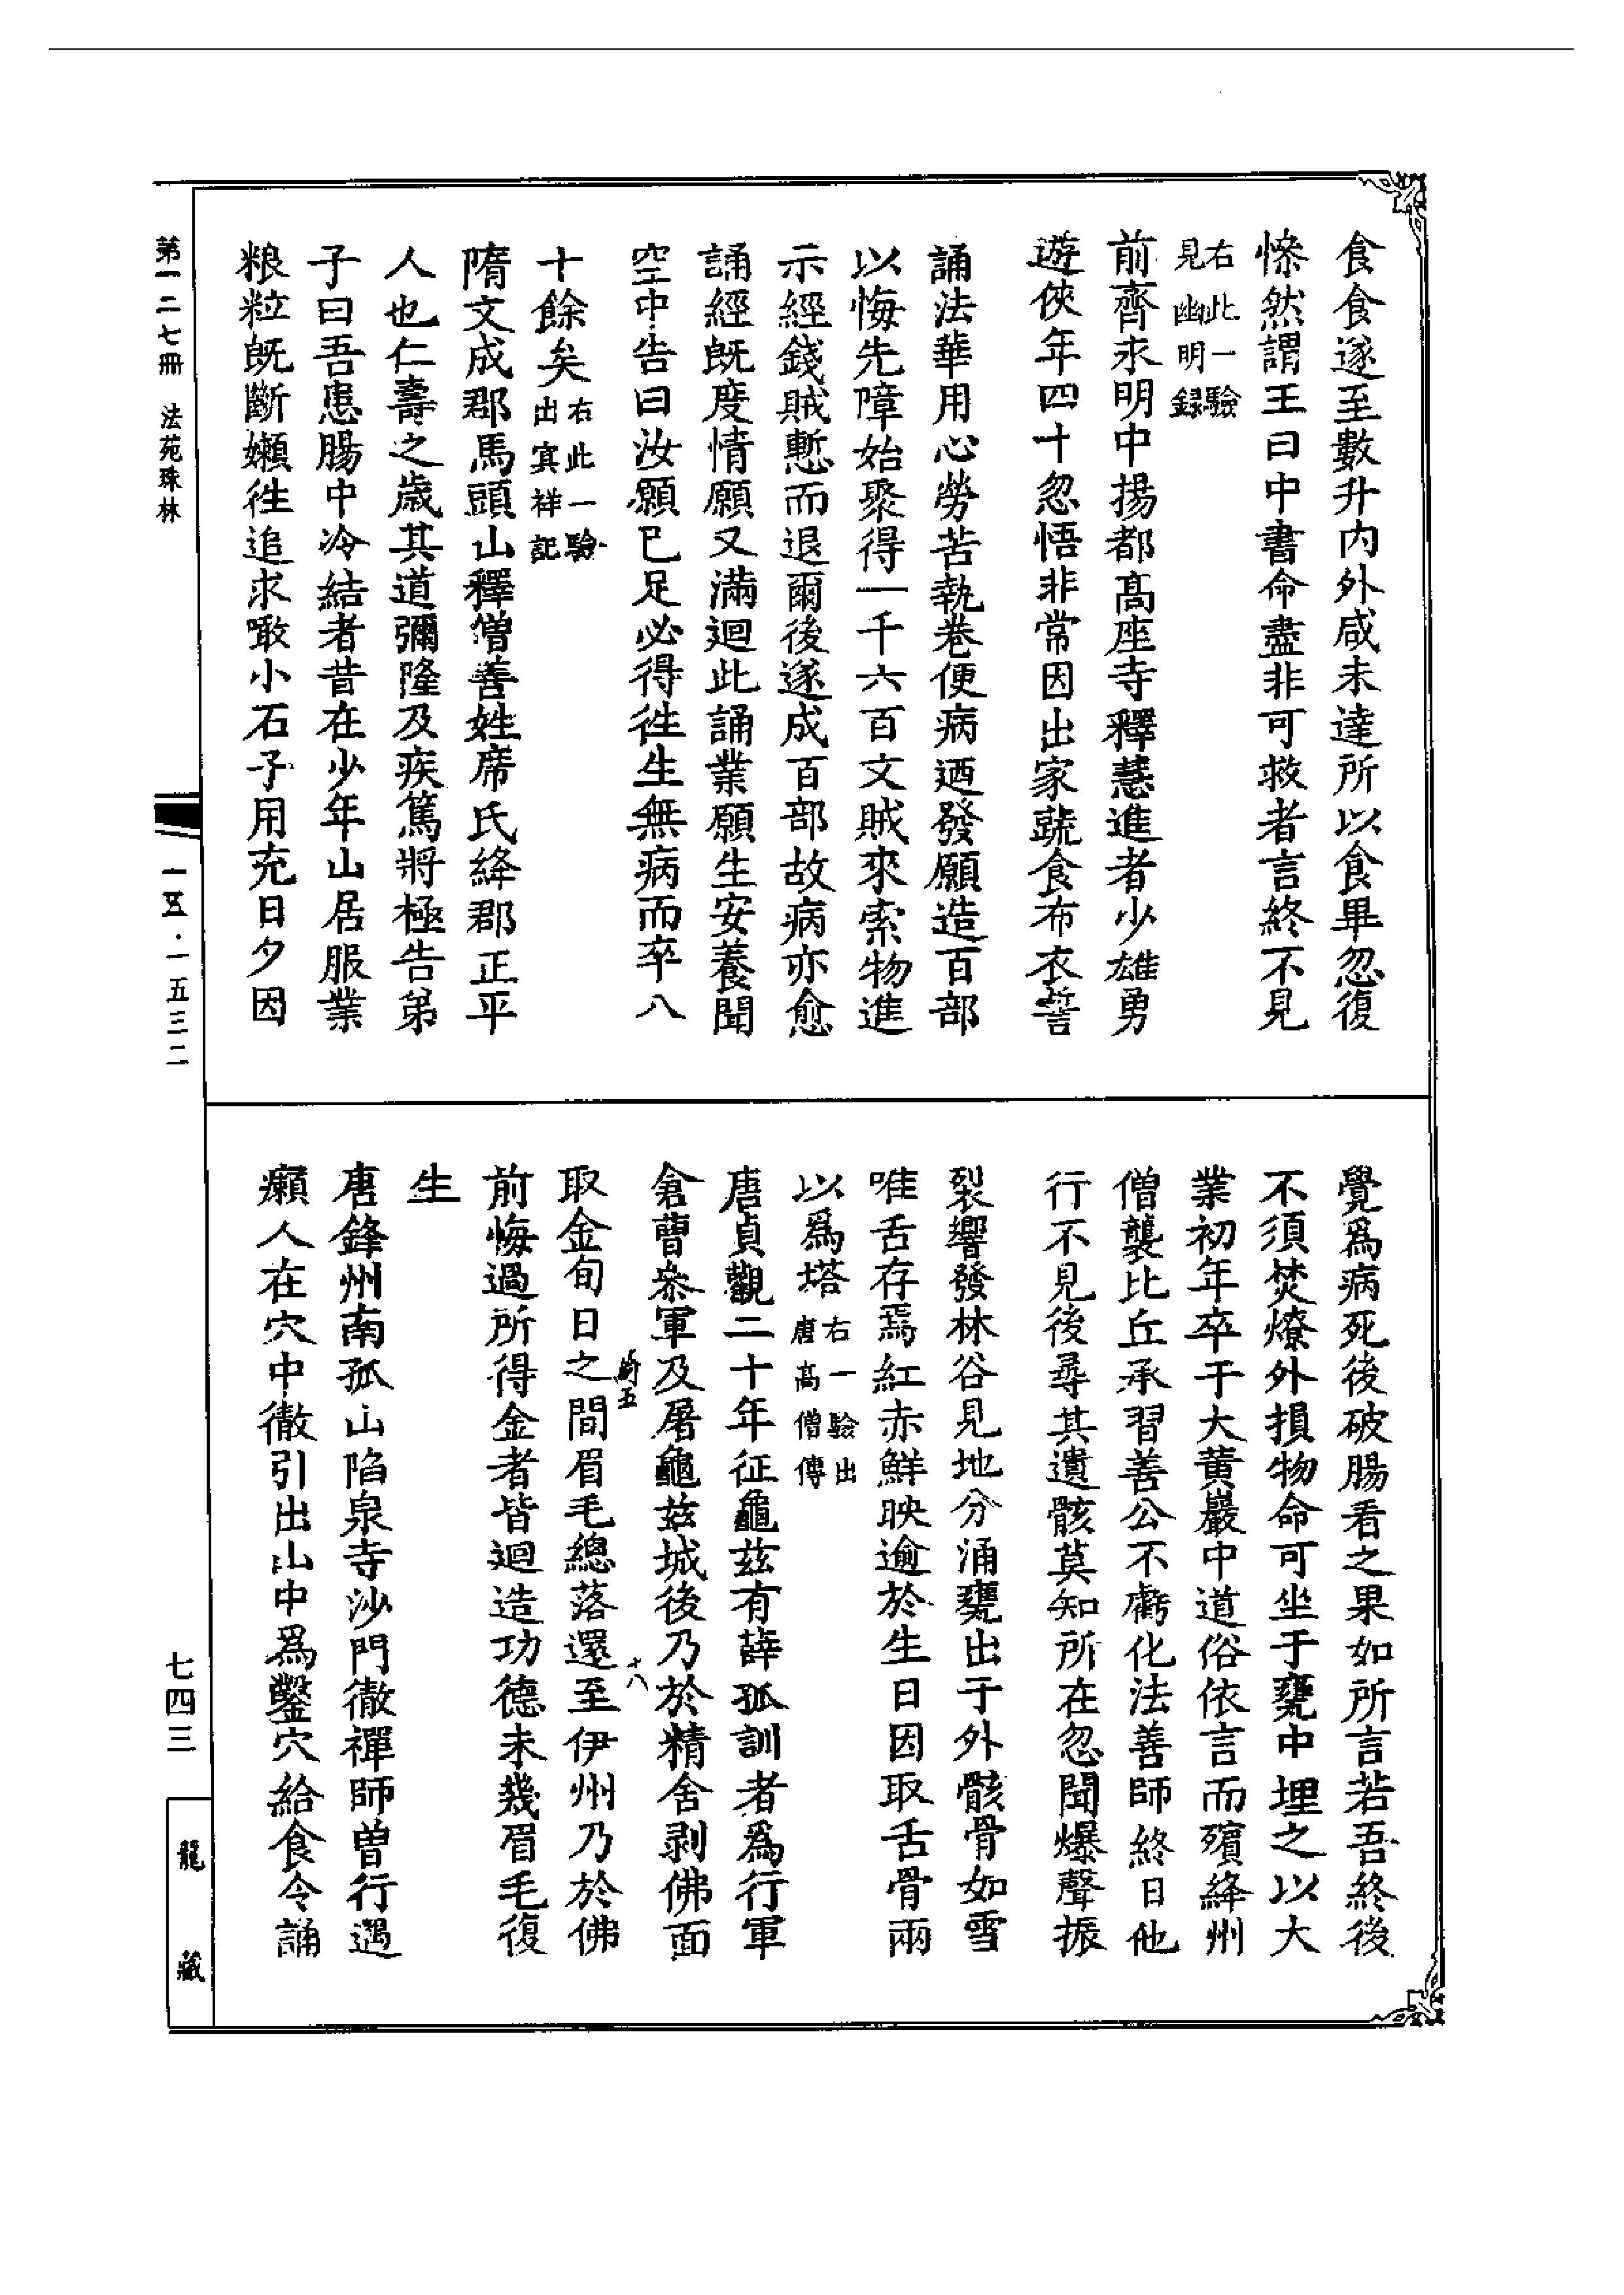 食食遂至數升內外咸未達所以食畢忽復
慘然謂王曰中書命盡非可救者言終不見
右此一驗
見幽明録
前齊永明中揚都髙座寺釋慧進者少雄勇
遊俠年四十忽悟非常因出家蔬食布衣誓
誦法華用心勞苦執卷便病迺發願造百部
以悔先障始聚得一千六百文賊來索物進
示經錢賊慙而退爾後遂成百部故病亦愈
誦經旣度情願又滿迴此誦業願生安養聞
空中告曰汝願已足必得徃生無病而卒八
十餘矣右此一驗
出冥祥記
隋文成郡馬頭山釋僧善姓席氏絳郡正平
人也仁壽之歲其道彌隆及疾篤將極告弟
子曰吾患腸中冷結者昔在少年山居服業
粮粒旣斷嬾徃追求噉小石子用充日夕因
覺爲病死後破腸看之果如所言若吾終後
不須焚燎外損物命可坐于甕中埋之以大
業初年卒于大黃巖中道俗依言而殯絳州
僧襲比丘承習善公不虧化法善師終日他
行不見後尋其遺骸莫知所在忽聞爆聲振
裂響發林谷見地分涌甕出于外骸骨如雪
唯舌存焉紅赤鮮映逾於生日因取舌骨兩
以爲塔右一驗出
唐髙僧傳
唐貞觀二十年征龜兹有薛孤訓者爲行軍
倉曹叅軍及屠龜兹城後乃於精舍剥佛面
取金旬日之間眉毛總落還至伊州乃於佛
前悔過所得金者皆迴造功德未幾眉毛復
生
唐鋒州南孤山陷泉寺沙門徹禪師曽行遇
癩人在穴中徹引出山中爲鑿穴給食令誦
五
十八
第一二七冊　法苑珠林
一五五·一五三二
七四三
龍藏